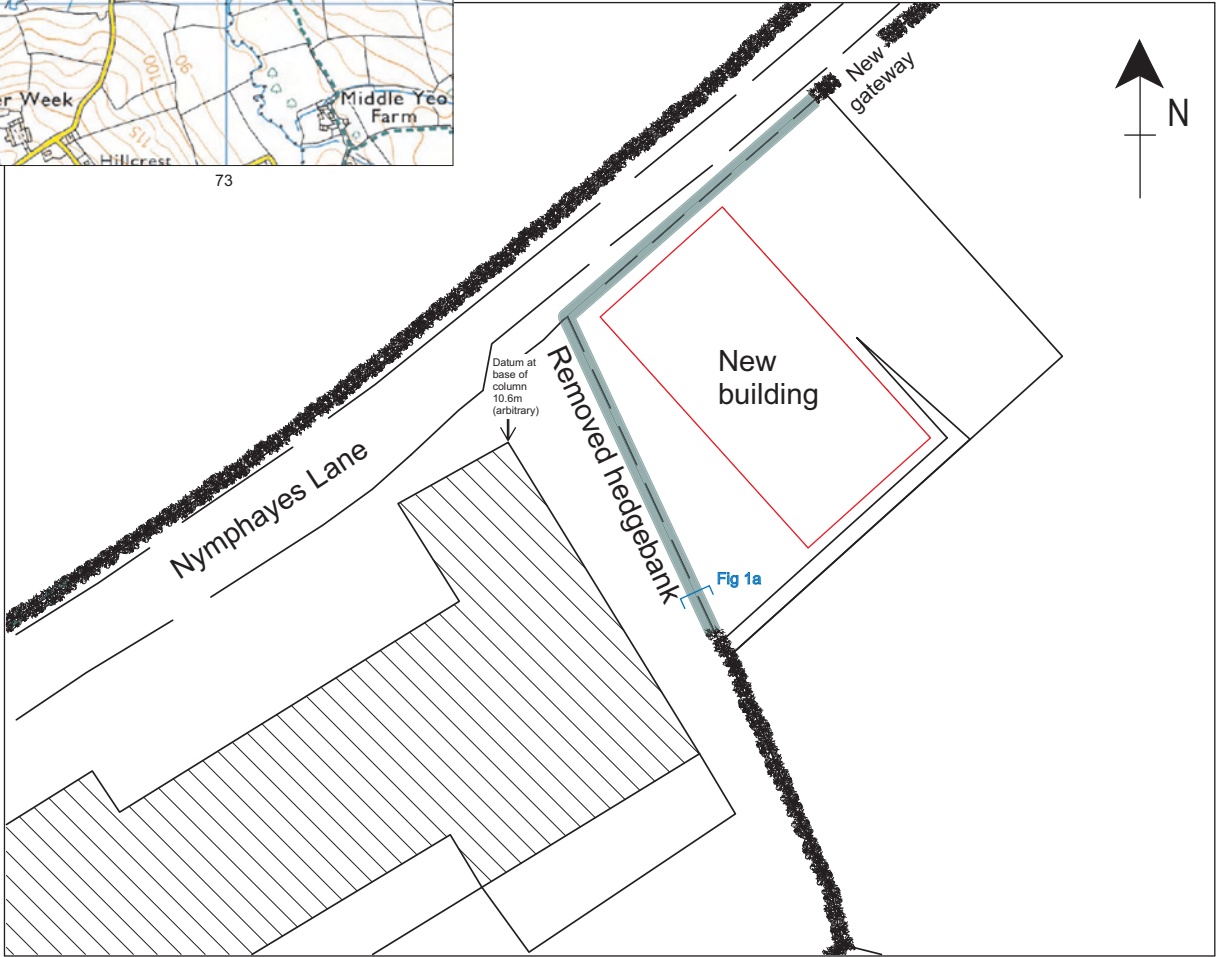 er Week
100
90
115
Middle Yeo
Farm
Hillcrest
73
New
gateway
N
Datum at
base of
column
10.6m
(arbitrary)
Removed hedgebank
New
building
Nymphayes Lane
Fig 1a